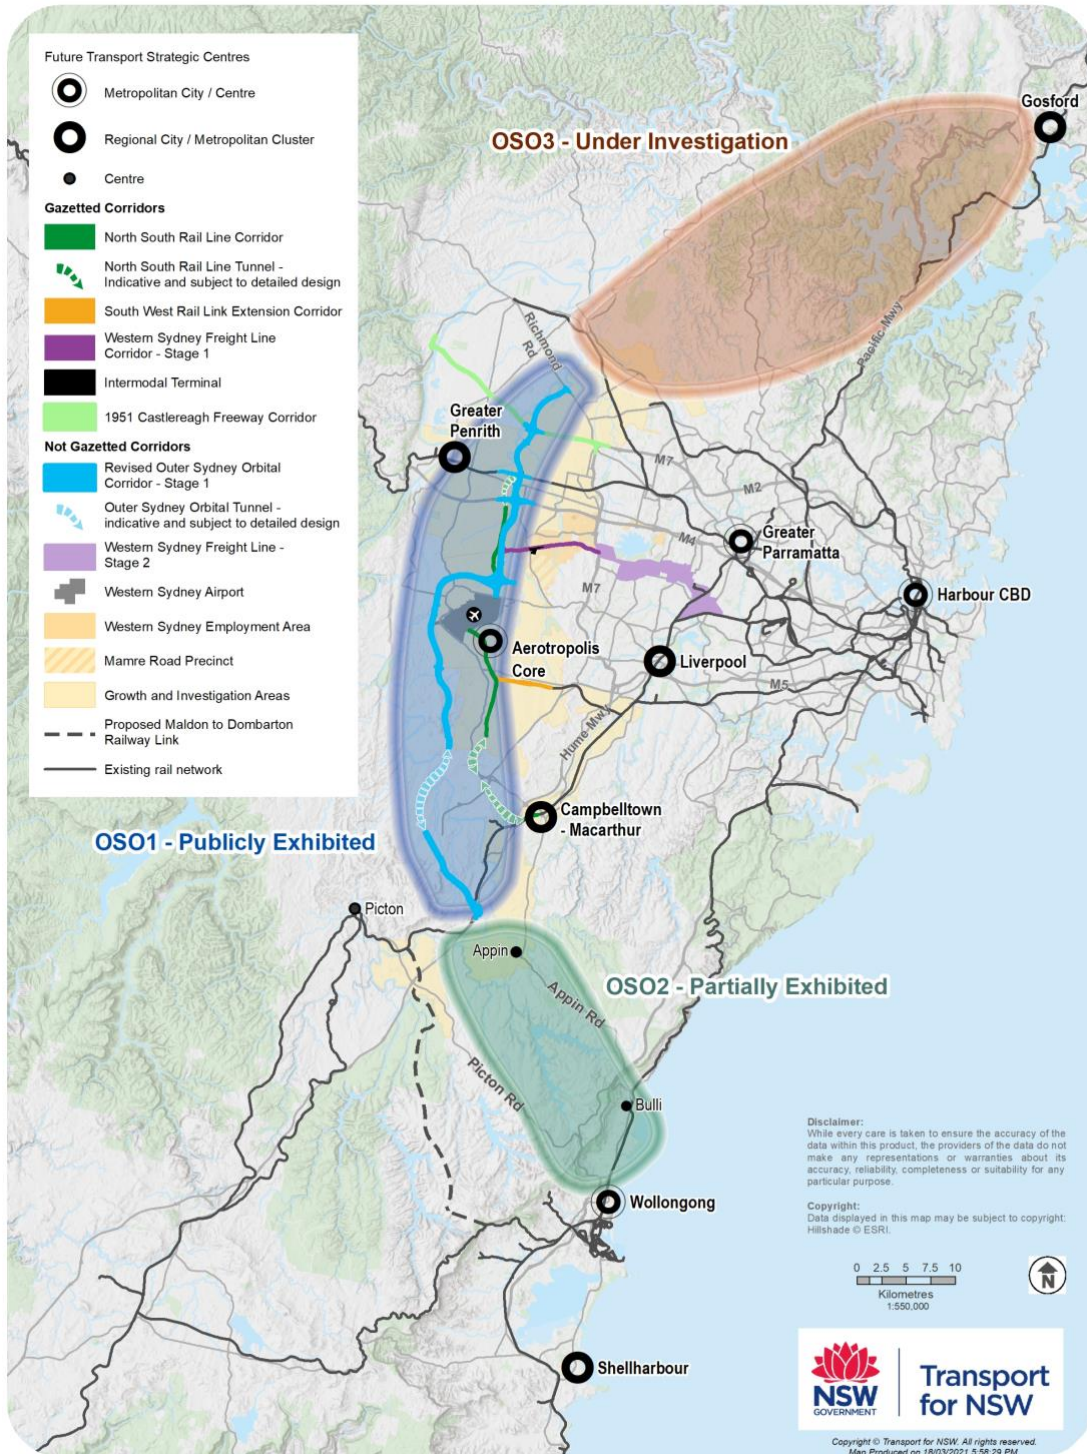 Future Transport Strategic Centres
Metropolitan City / Centre
Regional City / Metropolitan Cluster
Centre
Gazetted Corridors
North South Rail Line Corridor
North South Rail Line Tunnel -
Indicative and subject to detailed design
South West Rail Link Extension Corridor
Western Sydney Freight Line
Corridor - Stage 1
Intermodal Terminal
1951 Castlereagh Freeway Corridor
Not Gazetted Corridors
Revised Outer Sydney Orbital
Corridor - Stage 1
Outer Sydney Orbital Tunnel -
indicative and subject to detailed design
Western Sydney Freight Line -
Stage 2
Western Sydney Airport
Western Sydney Employment Area
Mamre Road Precinct
Growth and Investigation Areas
Proposed Maldon to Dombarton
Railway Link
Existing rail network
Gosford
OSO3 - Under Investigation
Pacific-Mwy
Richmond
Rd
Greater
Penrith
M7
M2
M4
Greater
Parramatta
M7
Harbour CBD
Aerotropolis
Core
Liverpool
M5
Hume-Mwy
Campbelltown
- Macarthur
OSO1 - Publicly Exhibited
Picton
Appin
Appin Rd
OSO2 - Partially Exhibited
Picton Rd
Bulli
Wollongong
Shellharbour
Disclaimer:
While every care is taken to ensure the accuracy of the
data within this product, the providers of the data do not
make any representations or warranties about its
accuracy, reliability, completeness or suitability for any
particular purpose.
Copyright:
Data displayed in this map may be subject to copyright:
Hillshade © ESRI.
0 2.5 5 7.5 10
Kilometres
1:550,000
N
NSW
GOVERNMENT
Transport
for NSW
Copyright © Transport for NSW. All rights reserved.
Map Produced on 18/03/2021 5:58:29 PM